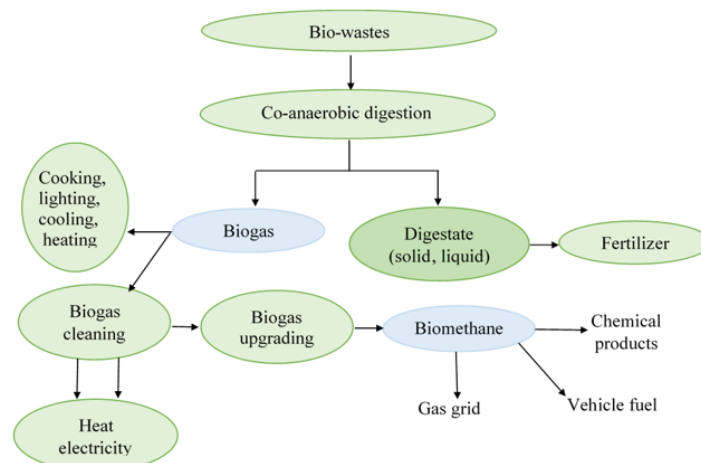 Bio-wastes
Co-anaerobic digestion
Cooking,
lighting,
cooling,
heating
Biogas
Digestate
(solid, liquid)
Fertilizer
Biogas
cleaning
Biogas
upgrading
Biomethane
Chemical
products
Gas grid
Vehicle fuel
Heat
electricity